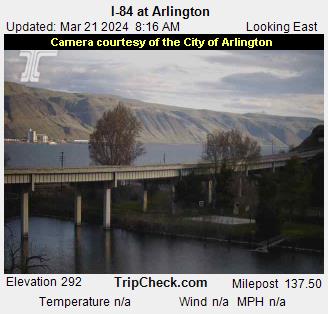 I-84 at Arlington
Updated: Mar 21 2024 8:16 AM Looking East
Camera courtesy of the City of Arlington
Elevation 292 TripCheck.com Milepost 137.50
Temperature n/a Wind n/a MPH n/a